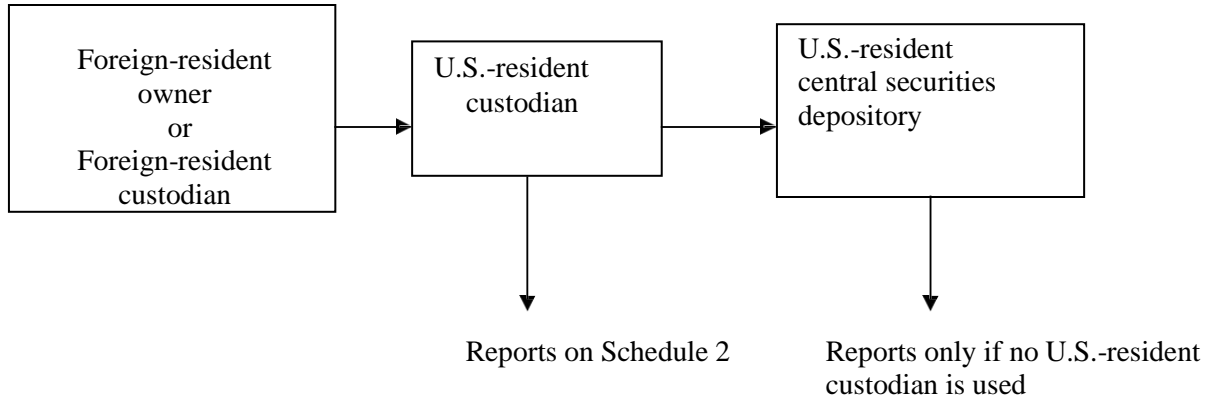 Foreign-resident
owner
or
Foreign-resident
custodian
U.S.-resident
custodian
U.S.-resident
central securities
depository
Reports on Schedule 2
Reports only if no U.S.-resident
custodian is used